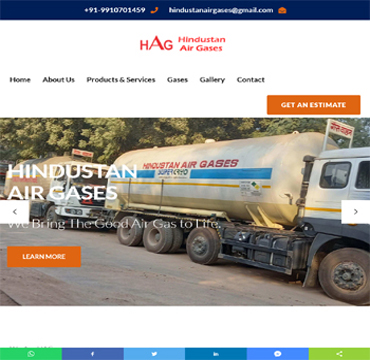 +91-9910701459 hindustanairgases@gmail.com
HAG Hindustan
Air Gases
Home About Us Products & Services Gases Gallery Contact
GET AN ESTIMATE
HINDUSTAN AIR GASES
SUPERCRYO
HINDUSTAN
AIR GASES
We Bring The Good Air Gas to Life.
LEARN MORE